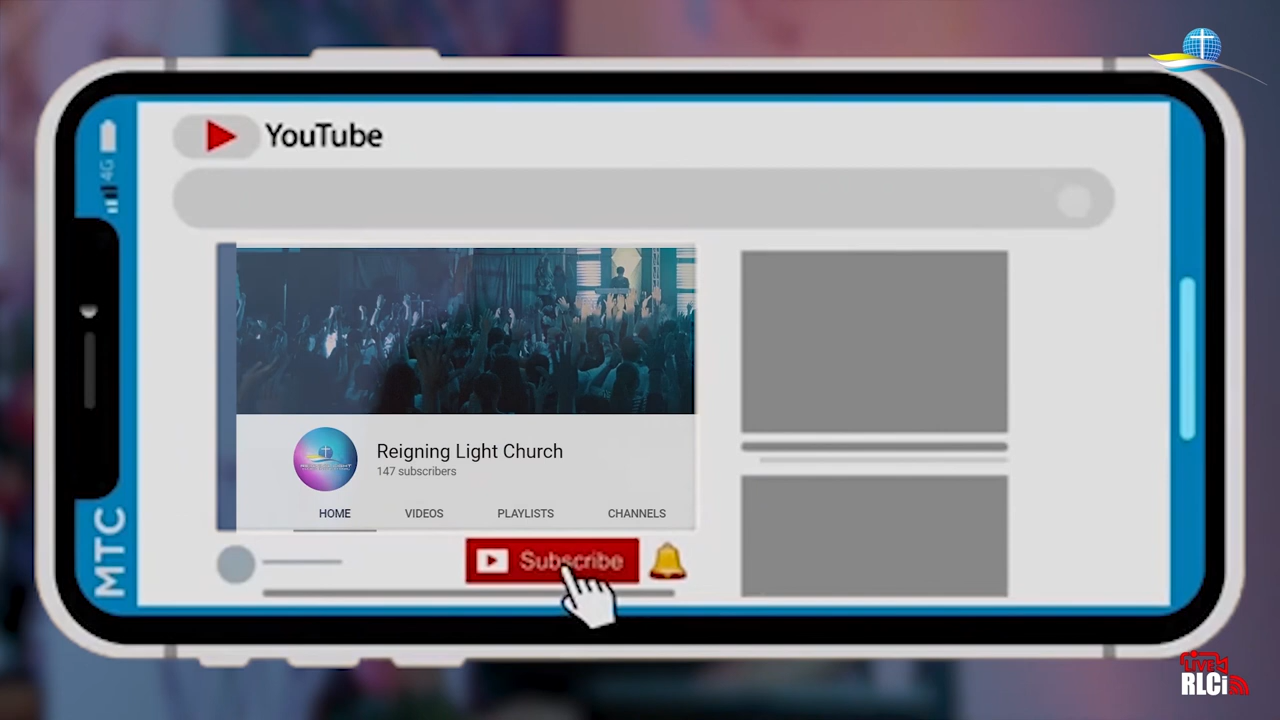 YouTube
4G
MTC
Reigning Light Church
147 subscribers
HOME VIDEOS PLAYLISTS CHANNELS
Subscribe
LIVE
RLCi